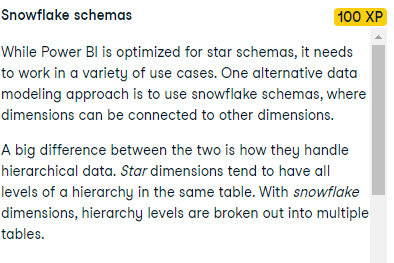 Snowflake schemas
100 XP
While Power BI is optimized for star schemas, it needs
to work in a variety of use cases. One alternative data
modeling approach is to use snowflake schemas, where
dimensions can be connected to other dimensions.
A big difference between the two is how they handle
hierarchical data. Star dimensions tend to have all
levels of a hierarchy in the same table. With snowflake
dimensions, hierarchy levels are broken out into multiple
tables.